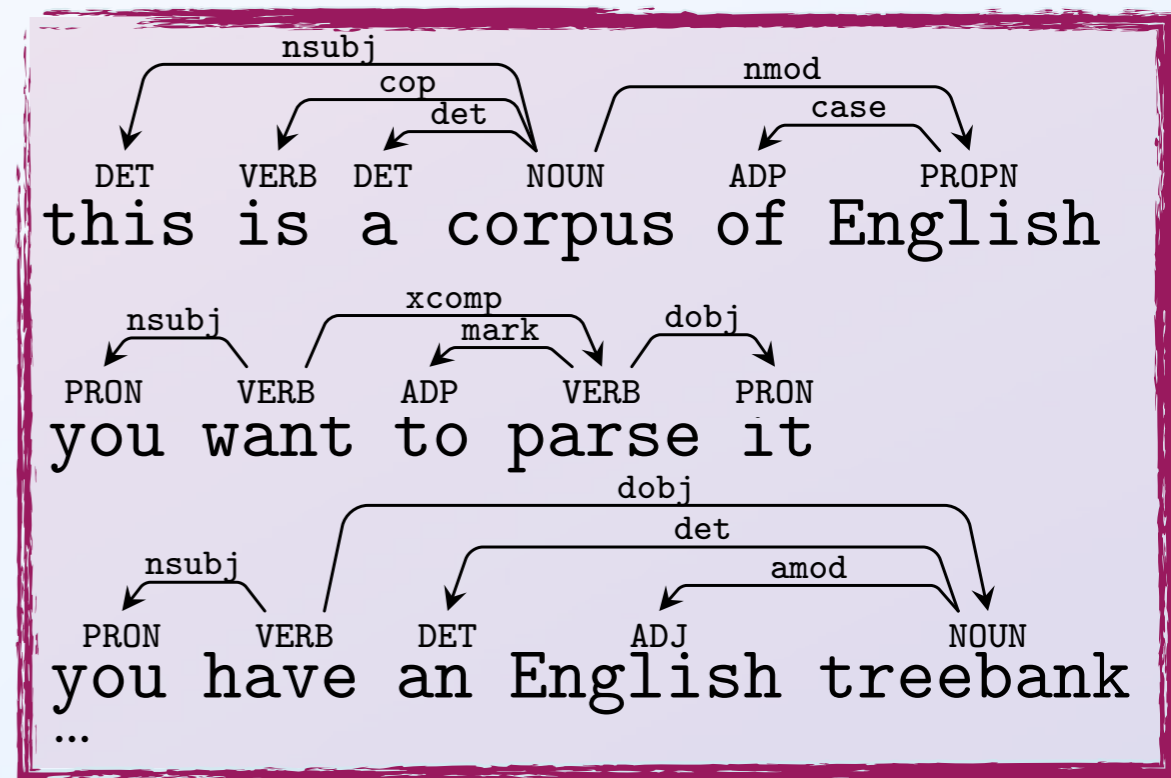 nsubj
nmod
cop
det case
DET VERB DET NOUN ADP PROPN
this is a corpus of English
xcomp
nsubj mark dobj
PRON VERB ADP VERB PRON
you want to parse it
dobj
det
nsubj amod
PRON VERB DET ADJ NOUN
you have an English treebank
...